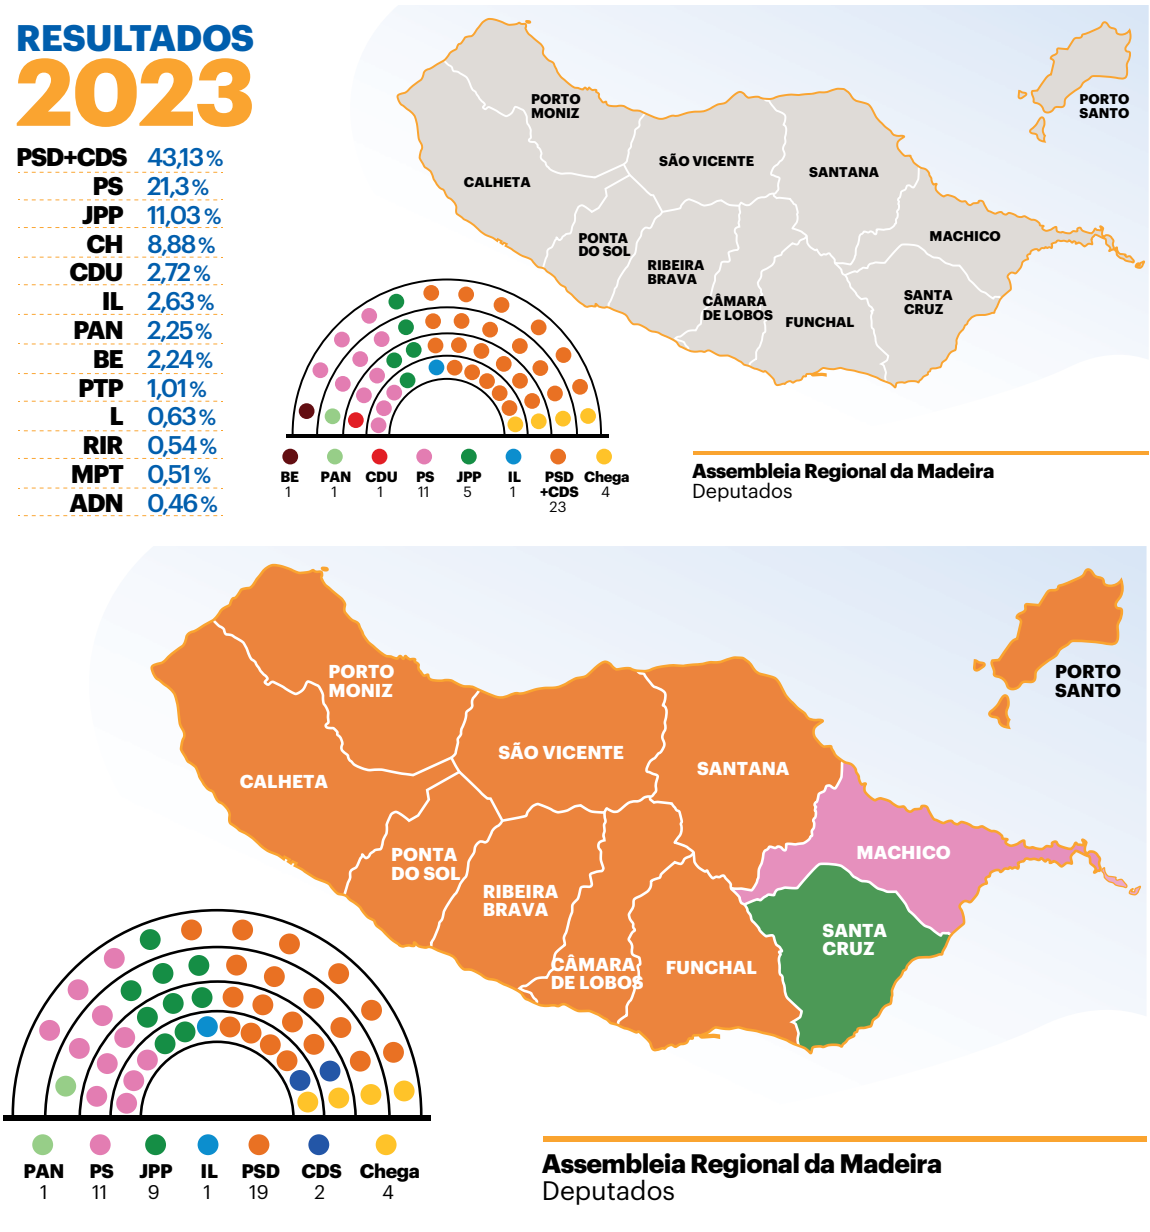 RESULTADOS
2023
PSD+CDS 43,13 %
PS 21,3 %
JPP 11,03 %
CH 8,88 %
CDU 2,72 %
IL 2,63 %
PAN 2,25 %
BE 2,24 %
PTP 1,01 %
L 0,63 %
RIR 0,54 %
MPT 0,51 %
ADN 0,46 %
PORTO
MONIZ
PORTO
SANTO
SÃO VICENTE
SANTANA
CALHETA
PONTA
DO SOL
MACHICO
RIBEIRA
BRAVA
CÂMARA
DE LOBOS
SANTA
CRUZ
FUNCHAL
BE
1
PAN
1
CDU
1
PS
11
JPP
5
IL
1
PSD
+CDS
23
Chega
4
Assembleia Regional da Madeira
Deputados
PORTO
MONIZ
PORTO
SANTO
SÃO VICENTE
SANTANA
CALHETA
PONTA
DO SOL
MACHICO
RIBEIRA
BRAVA
SANTA
CRUZ
CÂMARA
DE LOBOS
FUNCHAL
PAN
1
PS
11
JPP
9
IL
1
PSD
19
CDS
2
Chega
4
Assembleia Regional da Madeira
Deputados